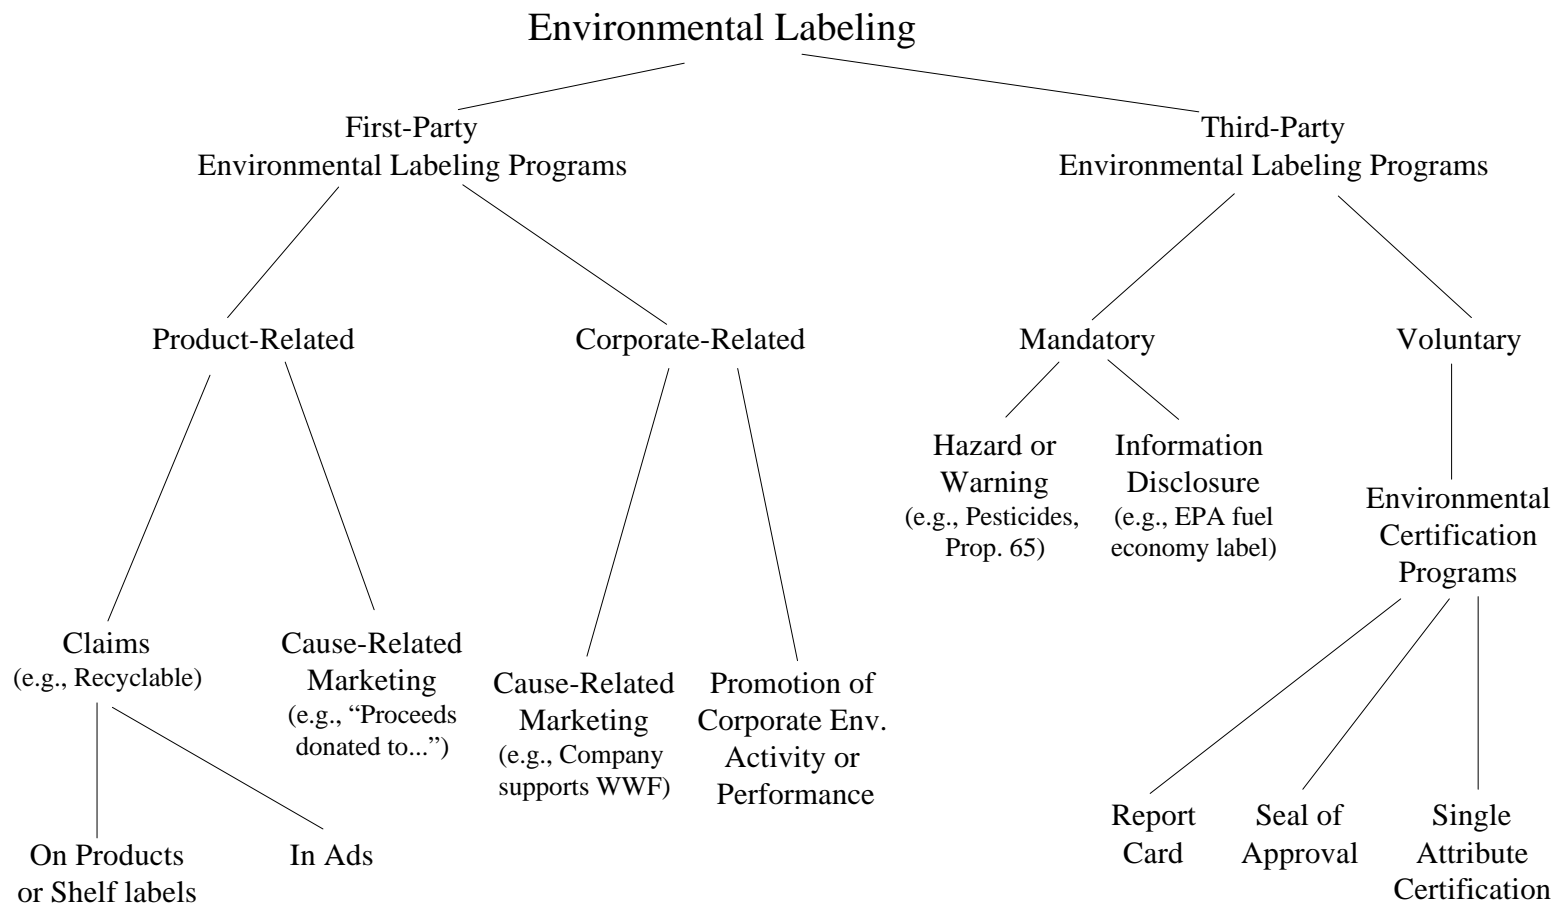 Environmental Labeling
First-Party
Environmental Labeling Programs
Third-Party
Environmental Labeling Programs
Product-Related
Corporate-Related
Mandatory
Voluntary
Hazard or
Warning
(e.g., Pesticides,
Prop. 65)
Information
Disclosure
(e.g., EPA fuel
economy label)
Environmental
Certification
Programs
Claims
(e.g., Recyclable)
Cause-Related
Marketing
(e.g., “Proceeds
donated to...”)
Cause-Related
Marketing
(e.g., Company
supports WWF)
Promotion of
Corporate Env.
Activity or
Performance
On Products
or Shelf labels
In Ads
Report
Card
Seal of
Approval
Single
Attribute
Certification